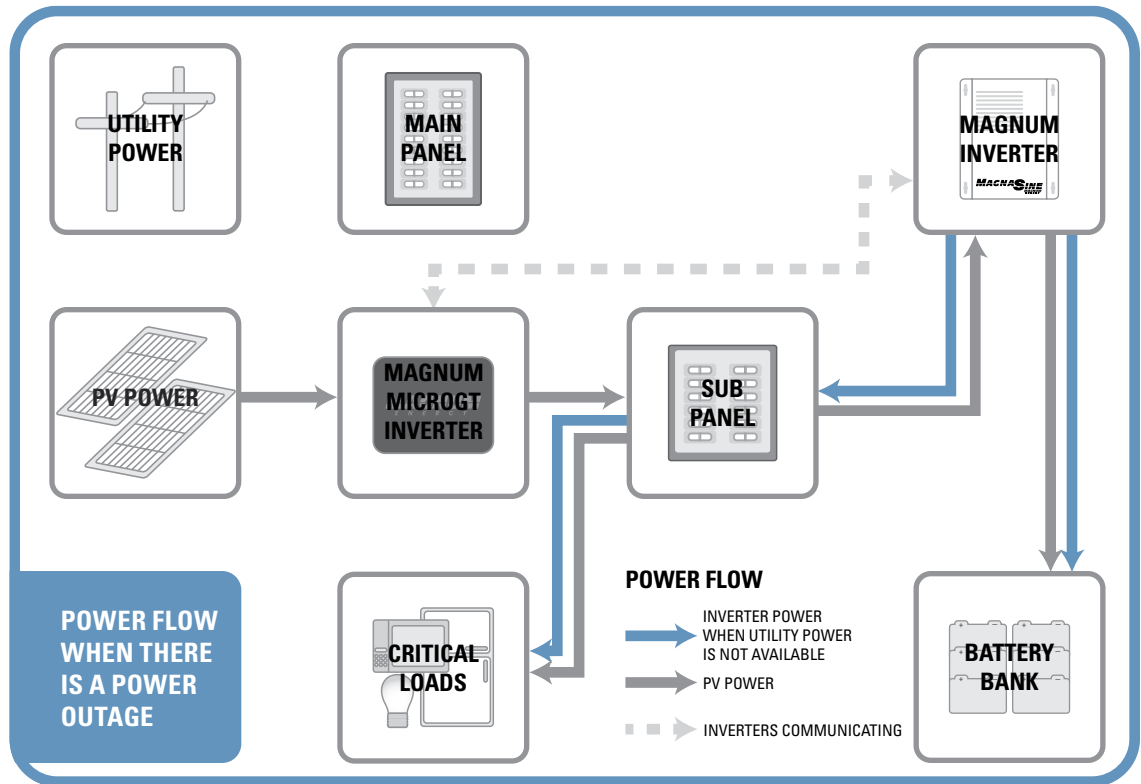 UTILITY
POWER
MAIN
PANEL
MAGNUM
INVERTER
MAGNASINE
PV POWER
MAGNUM
MICROGT
INVERTER
SUB
PANEL
POWER FLOW
WHEN THERE
IS A POWER
OUTAGE
CRITICAL
LOADS
POWER FLOW
INVERTER POWER
WHEN UTILITY POWER
IS NOT AVAILABLE
PV POWER
INVERTERS COMMUNICATING
BATTERY
BANK